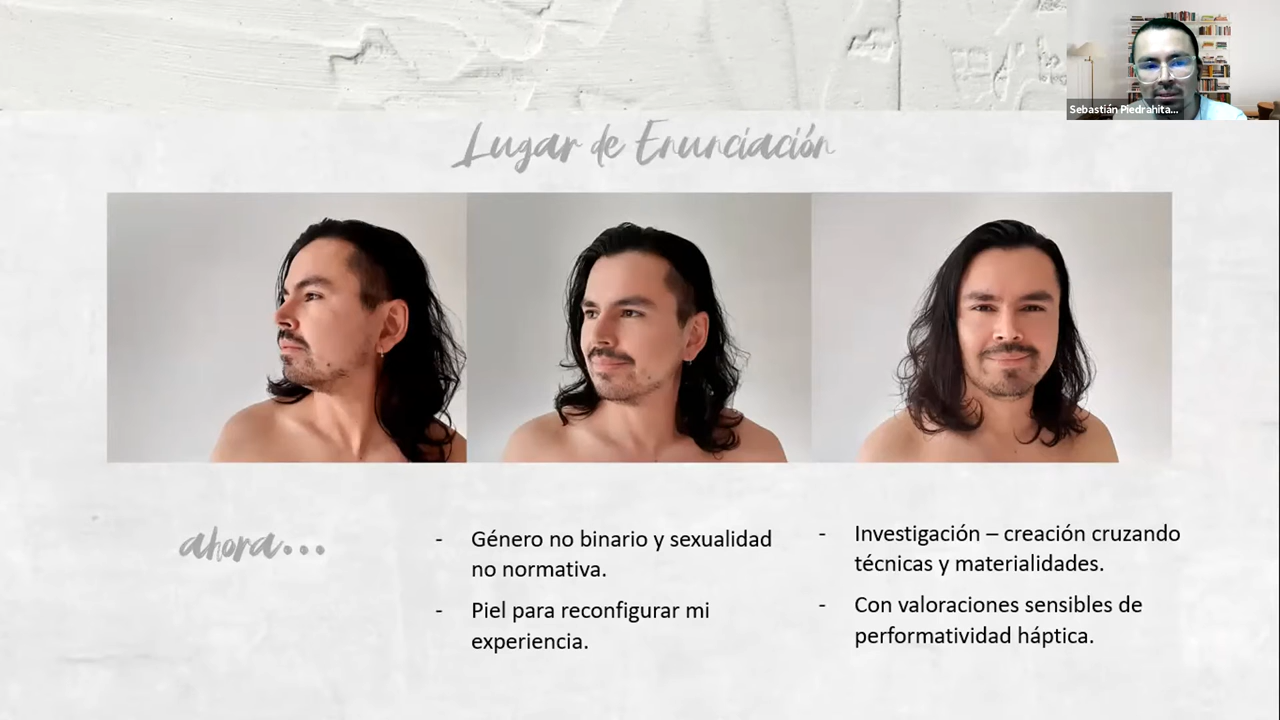 Sebastián Piedrahita...
Lugar de Enunciación
ahora...
- Género no binario y sexualidad
no normativa.
- Piel para reconfigurar mi
experiencia.
- Investigación – creación cruzando
técnicas y materialidades.
- Con valoraciones sensibles de
performatividad háptica.